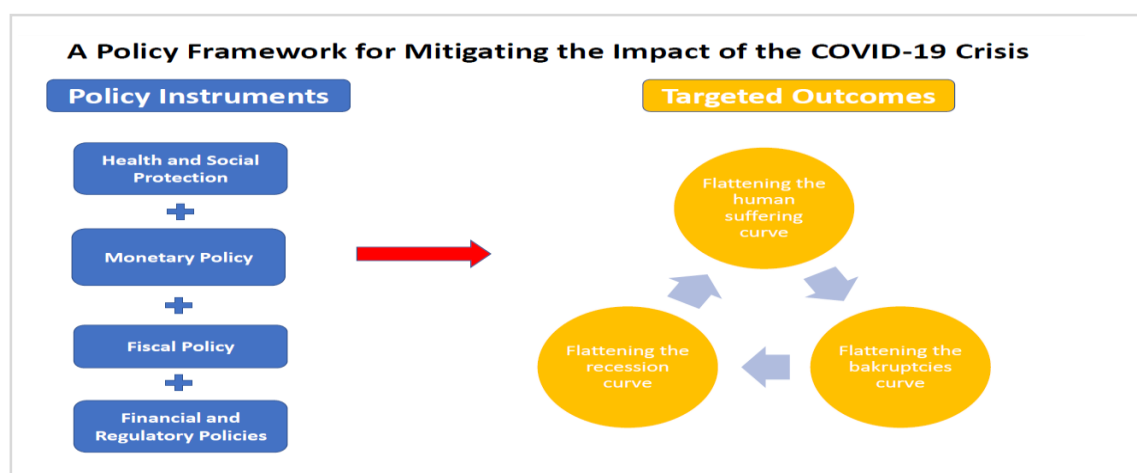 A Policy Framework for Mitigating the Impact of the COVID-19 Crisis
Policy Instruments
Health and Social
Protection
Monetary Policy
Fiscal Policy
Financial and
Regulatory Policies
Targeted Outcomes
Flattening the
human
suffering
curve
Flattening the
bakruptcies
curve
Flattening the
recession
curve